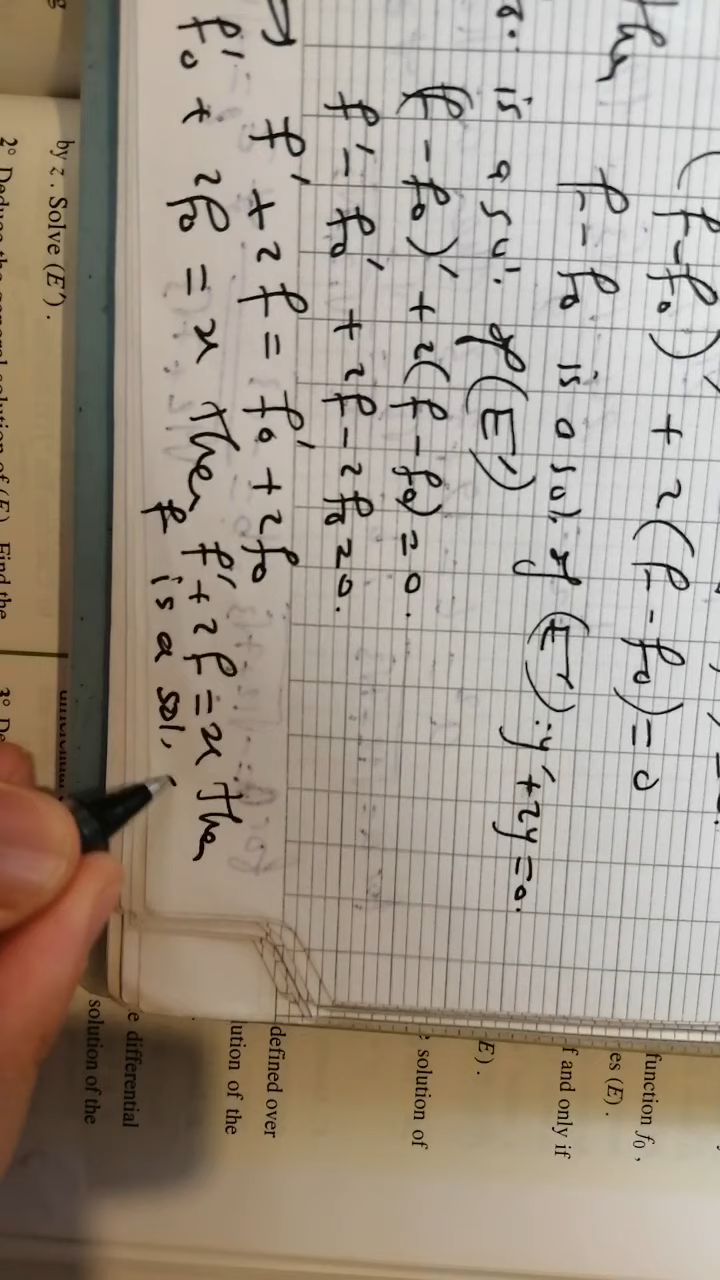 then
(f-f₀)' + 2(f-f₀)=0
f-f₀ is a sol. of (E'): y'+2y=0.
is a sol. of (E')
(f-f₀)' + 2(f-f₀)=0.
f'-f₀' + 2f-2f₀=0.
f' + 2f = f₀' + 2f₀
f₀' + 2f₀ = x then f'+2f=x then
f is a sol.
by z. Solve (E').
2° Deduce the general solution of (E). Find the
3° De
function f₀,
es (E).
f and only if
solution of
E).
defined over
lution of the
e differential
solution of the